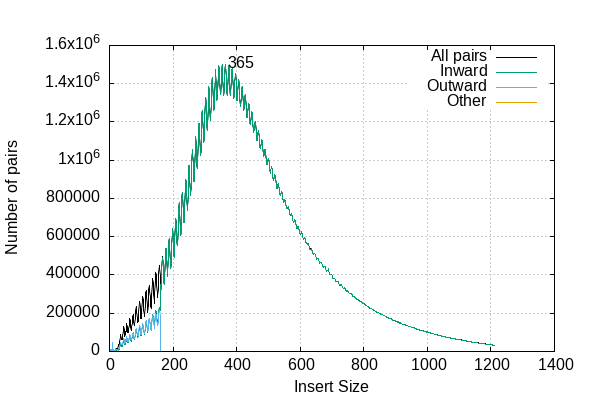 1.6x10^6
1.4x10^6
1.2x10^6
1x10^6
800000
600000
400000
200000
0
Number of pairs
365
All pairs
Inward
Outward
Other
0 200 400 600 800 1000 1200 1400
Insert Size